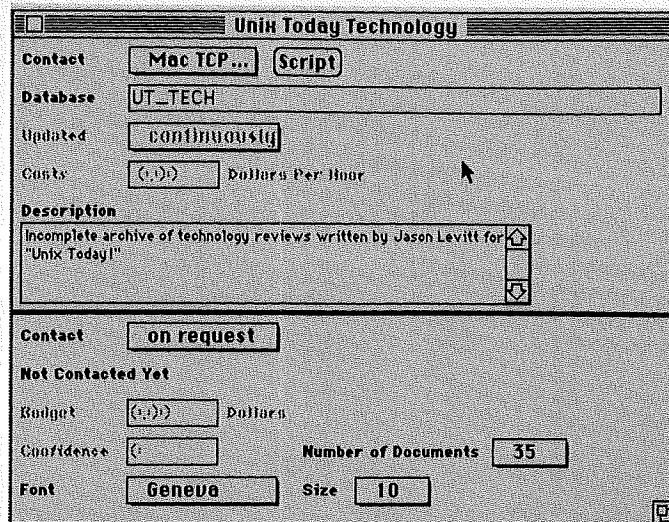 Unix Today Technology
Contact Mac TCP... Script
Database UT_TECH
Updated continuously
Costs Dollars Per Hour
Description
Incomplete archive of technology reviews written by Jason Levitt for
"Unix Today!"
Contact on request
Not Contacted Yet
Budget Dollars
Confidence Number of Documents 35
Font Geneva Size 10